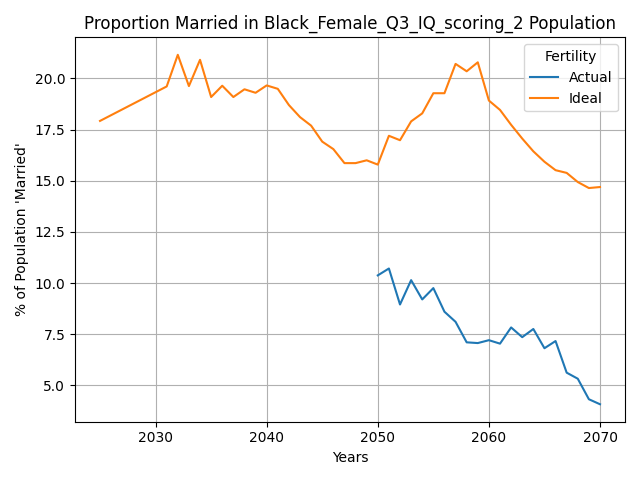 Proportion Married in Black_Female_Q3_IQ_scoring_2 Population
% of Population 'Married'
20.0
17.5
15.0
12.5
10.0
7.5
5.0
Fertility
Actual
Ideal
2030
2040
2050
2060
2070
Years